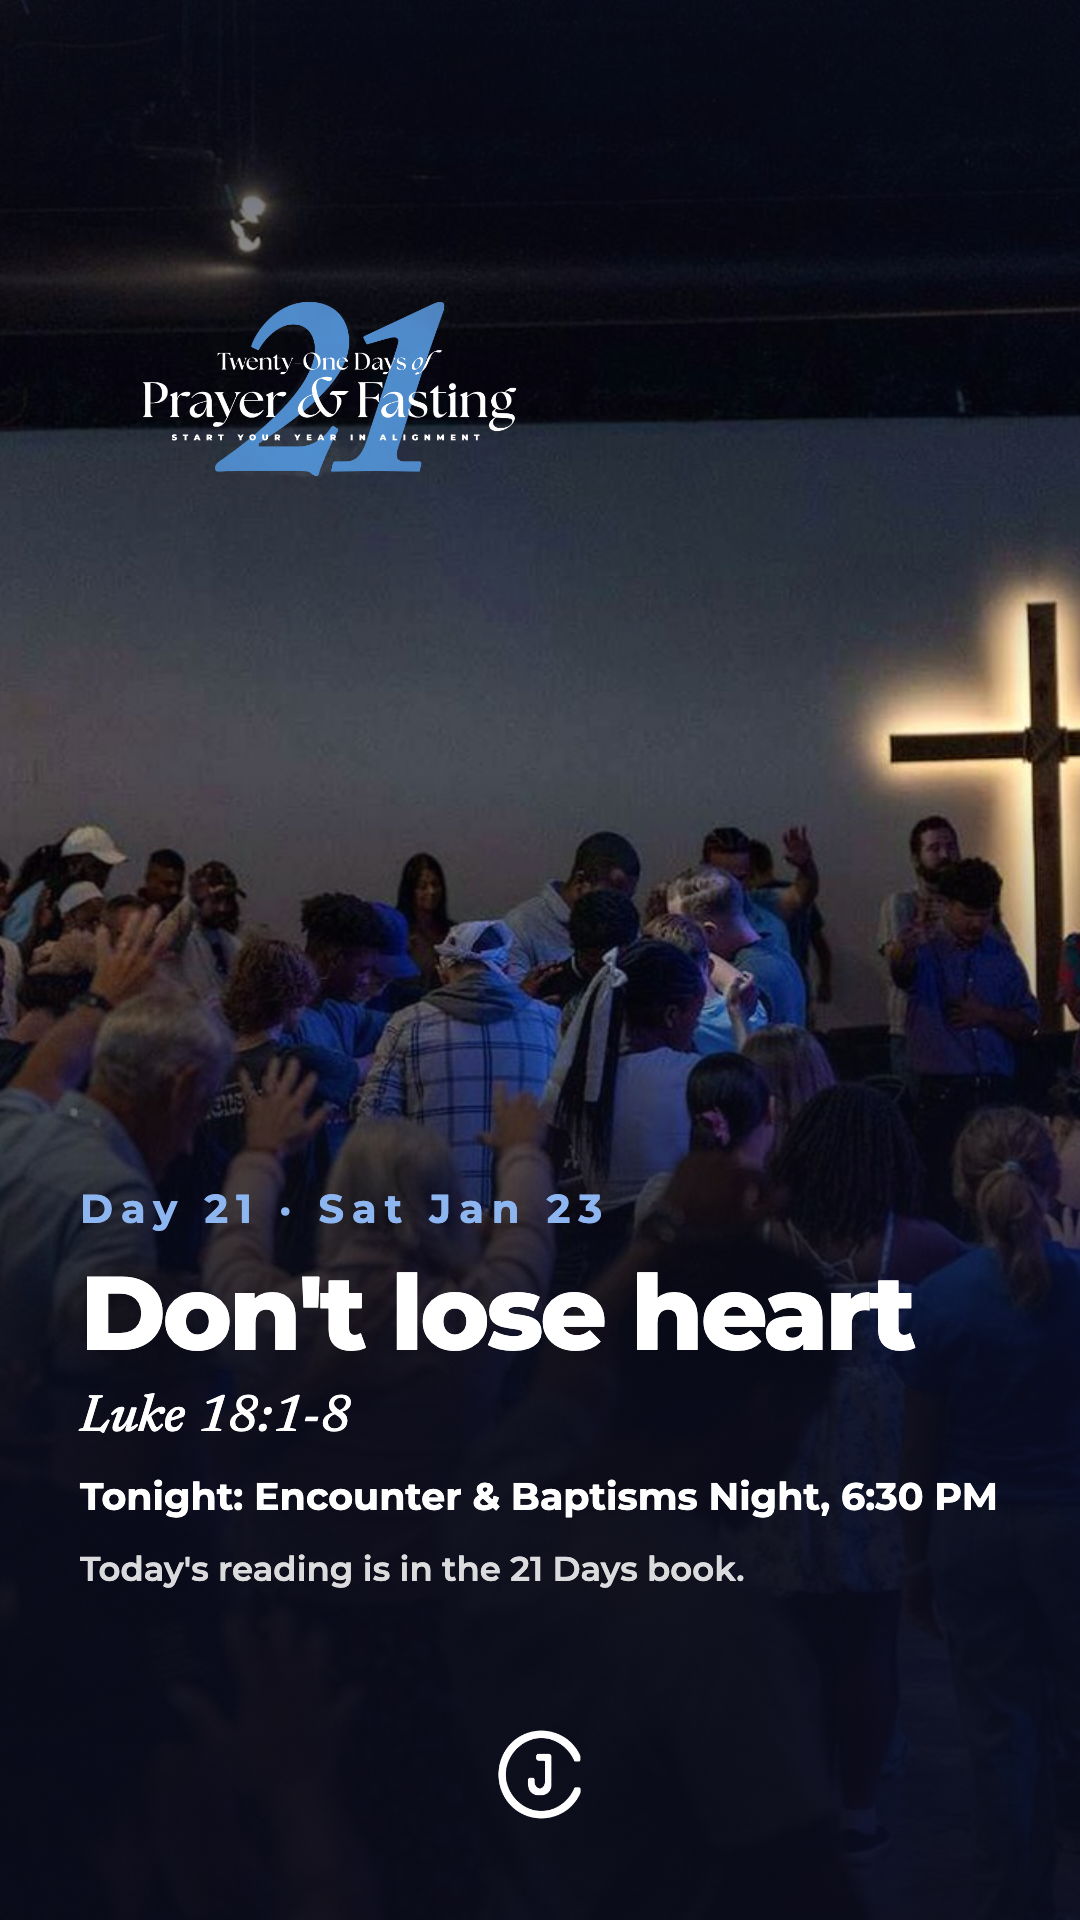 21
Twenty-One Days of
Prayer & Fasting
START YOUR YEAR IN ALIGNMENT
Day 21 · Sat Jan 23
Don't lose heart
Luke 18:1-8
Tonight: Encounter & Baptisms Night, 6:30 PM
Today's reading is in the 21 Days book.
CJ